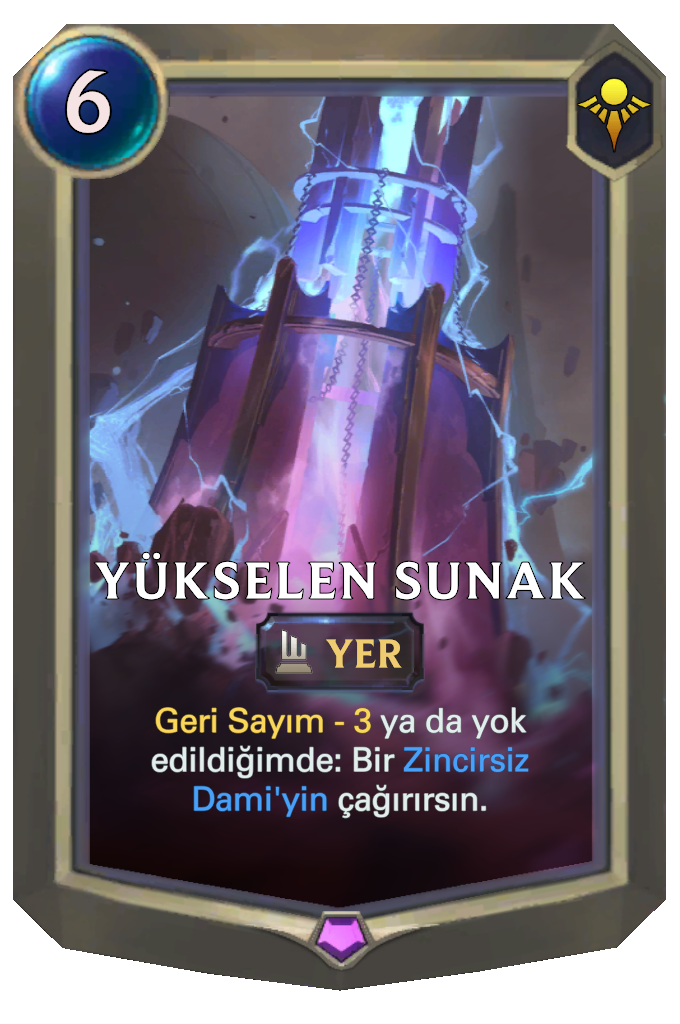 6
YÜKSELEN SUNAK
YER
Geri Sayım - 3 ya da yok
edildiğimde: Bir Zincirsiz
Dami'yin çağırırsın.